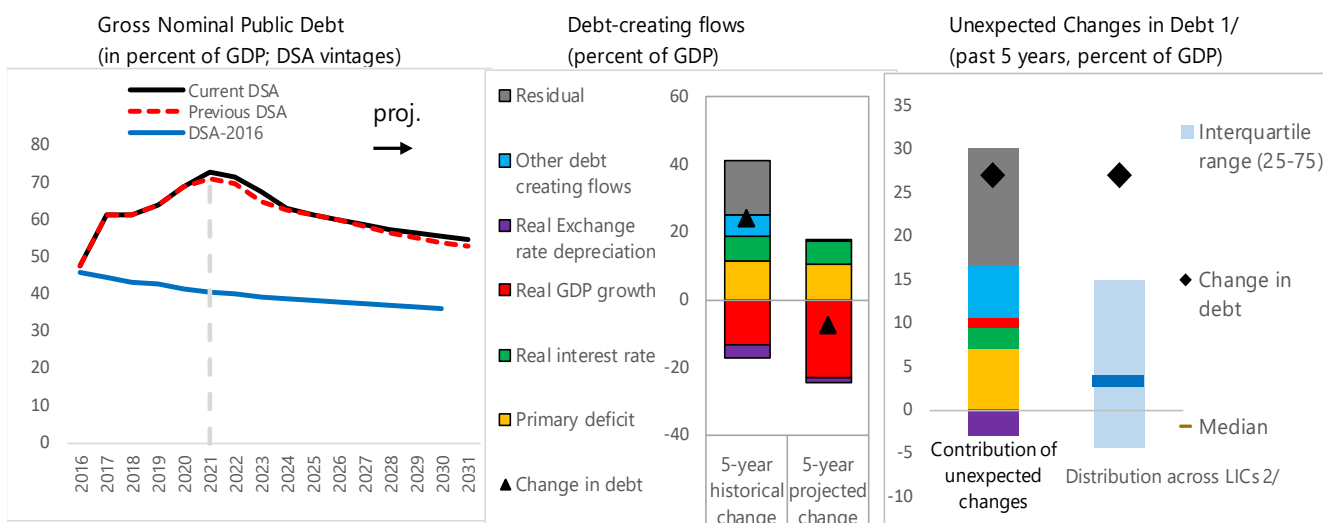 Gross Nominal Public Debt
(in percent of GDP; DSA vintages)
Current DSA
Previous DSA
DSA-2016
proj.
80
70
60
50
40
30
20
10
0
2016
2017
2018
2019
2020
2021
2022
2023
2024
2025
2026
2027
2028
2029
2030
2031
Debt-creating flows
(percent of GDP)
Residual
Other debt
creating flows
Real Exchange
rate depreciation
Real GDP growth
Real interest rate
Primary deficit
Change in debt
60
40
20
0
-20
-40
5-year
historical
change
5-year
projected
change
Unexpected Changes in Debt 1/
(past 5 years, percent of GDP)
35
30
25
20
15
10
5
0
-5
-10
Contribution of
unexpected
changes
Distribution across LICs 2/
Interquartile
range (25-75)
Change in
debt
Median